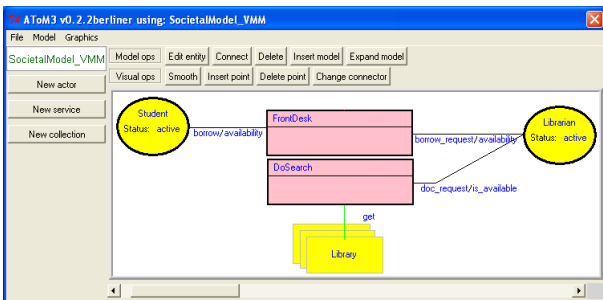 AToM3 v0.2.2berliner using: SocietalModel_VMM
File Model Graphics
SocietalModel_VMM
Model ops Edit entity Connect Delete Insert model Expand model
Visual ops Smooth Insert point Delete point Change connector
New actor
New service
New collection
Student
Status: active
borrow/availability
FrontDesk
borrow_request/availability
Librarian
Status: active
DoSearch
doc_request/is_available
get
Library